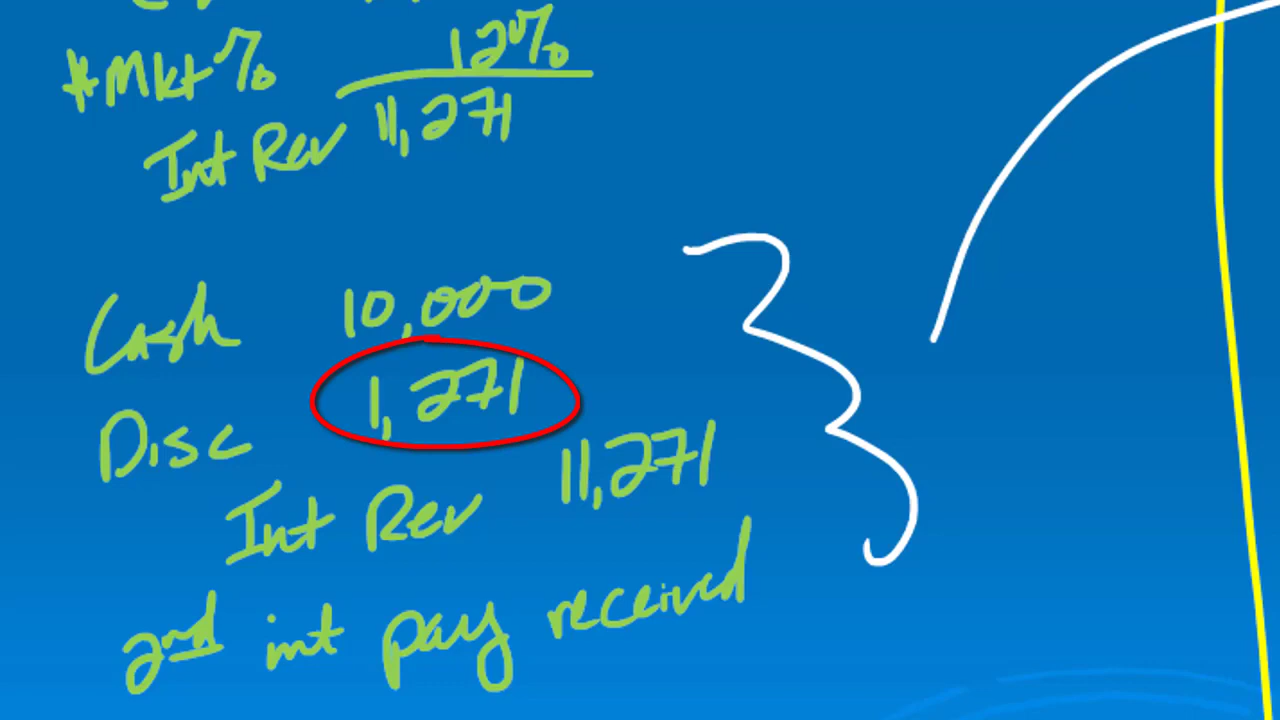 *Mkt% 12%
Int Rev 11,271
Cash 10,000
Disc 1,271
Int Rev 11,271
2nd int pay received